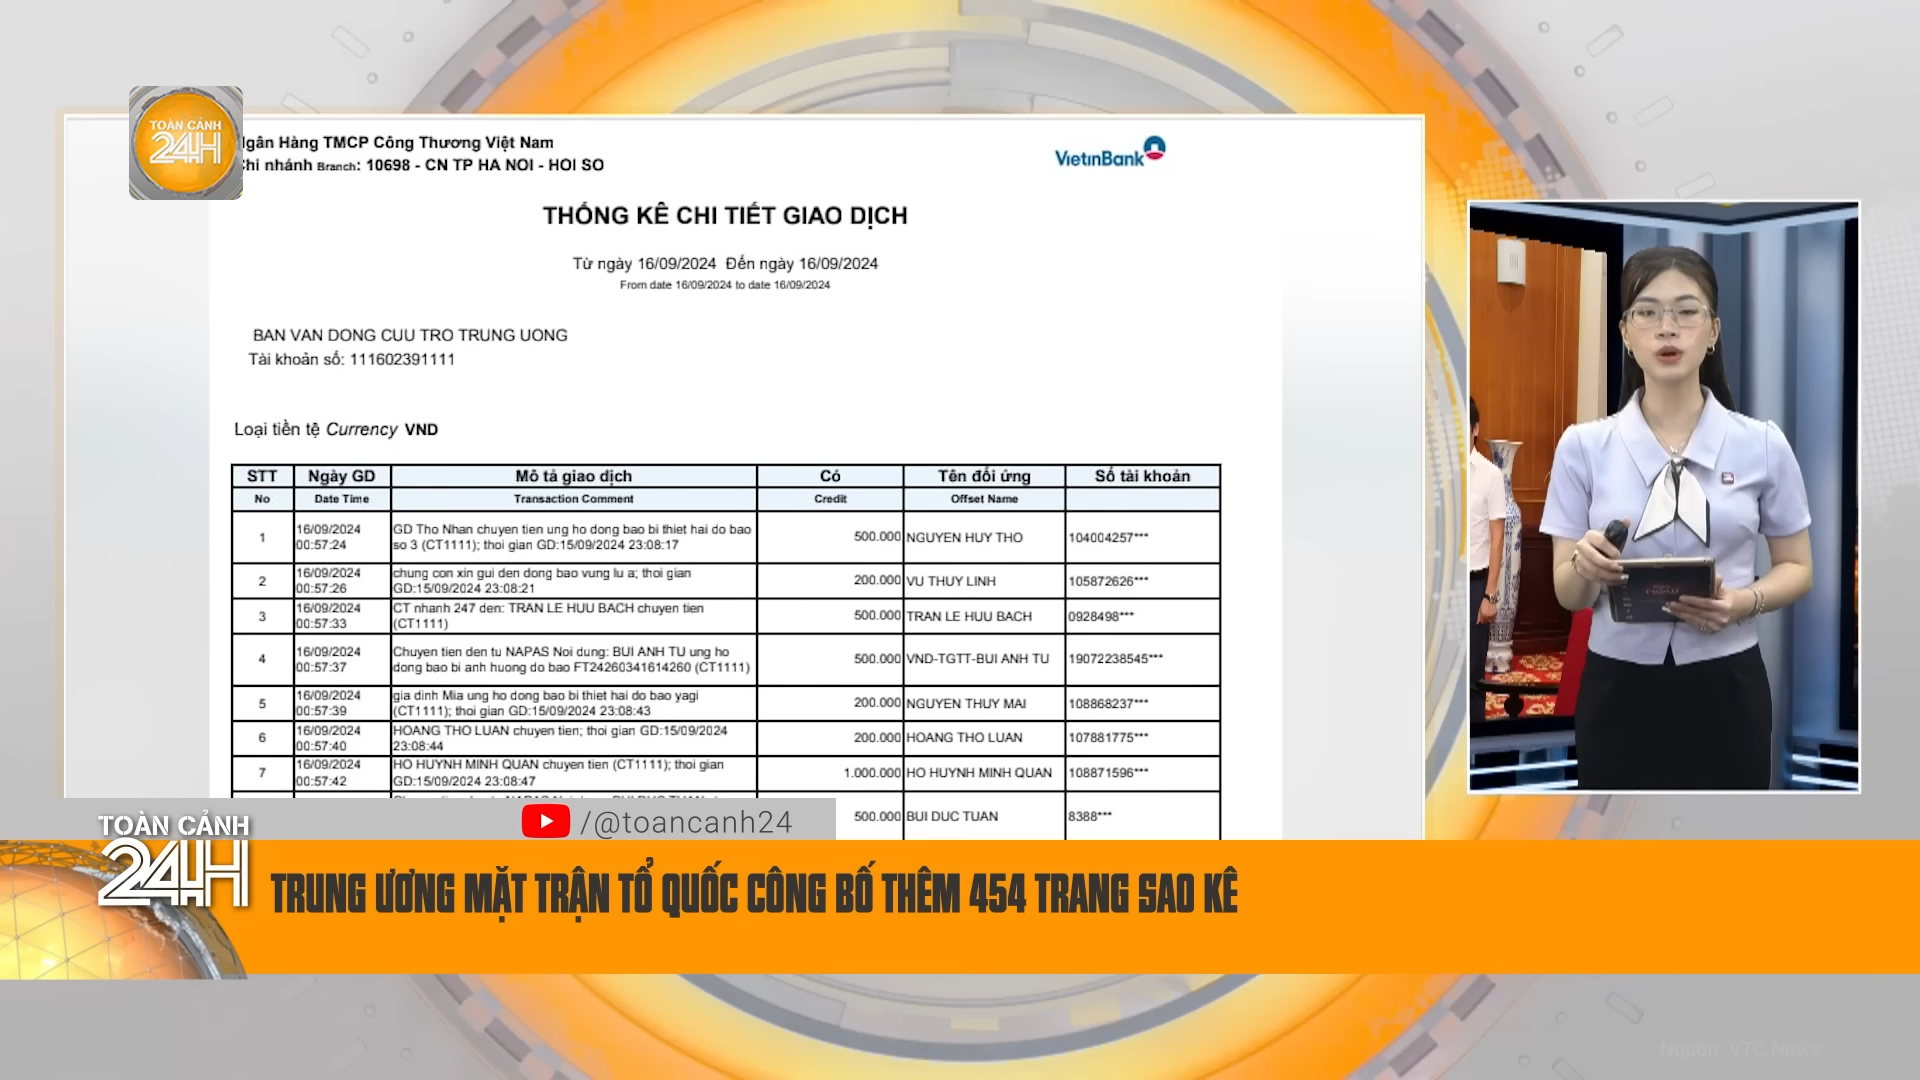 TOÀN CẢNH
24H
Ngân Hàng TMCP Công Thương Việt Nam
Chi nhánh Branch: 10698 - CN TP HA NOI - HOI SO
VietinBank
THỐNG KÊ CHI TIẾT GIAO DỊCH
Từ ngày 16/09/2024 Đến ngày 16/09/2024
From date 16/09/2024 to date 16/09/2024
BAN VAN DONG CUU TRO TRUNG UONG
Tài khoản số: 111602391111
Loại tiền tệ Currency VND
STT Ngày GD Mô tả giao dịch Có Tên đối ứng Số tài khoản
No Date Time Transaction Comment Credit Offset Name
1 16/09/2024 00:57:24 GD Tho Nhan chuyen tien ung ho dong bao bi thiet hai do bao so 3 (CT1111); thoi gian GD:15/09/2024 23:08:17 500.000 NGUYEN HUY THO 104004257***
2 16/09/2024 00:57:26 chung con xin gui den dong bao vung lu a; thoi gian GD:15/09/2024 23:08:21 200.000 VU THUY LINH 105872626***
3 16/09/2024 00:57:33 CT nhanh 247 den: TRAN LE HUU BACH chuyen tien (CT1111) 500.000 TRAN LE HUU BACH 0928498***
4 16/09/2024 00:57:37 Chuyen tien den tu NAPAS Noi dung: BUI ANH TU ung ho dong bao bi anh huong do bao FT24260341614260 (CT1111) 500.000 VND-TGTT-BUI ANH TU 19072238545***
5 16/09/2024 00:57:39 gia dinh Mia ung ho dong bao bi thiet hai do bao yagi (CT1111); thoi gian GD:15/09/2024 23:08:43 200.000 NGUYEN THUY MAI 108868237***
6 16/09/2024 00:57:40 HOANG THO LUAN chuyen tien; thoi gian GD:15/09/2024 23:08:44 200.000 HOANG THO LUAN 107881775***
7 16/09/2024 00:57:42 HO HUYNH MINH QUAN chuyen tien (CT1111); thoi gian GD:15/09/2024 23:08:47 1.000.000 HO HUYNH MINH QUAN 108871596***
500.000 BUI DUC TUAN 8388***
/@toancanh24
TOÀN CẢNH
24H
TRUNG ƯƠNG MẶT TRẬN TỔ QUỐC CÔNG BỐ THÊM 454 TRANG SAO KÊ
Nguồn: VTC News